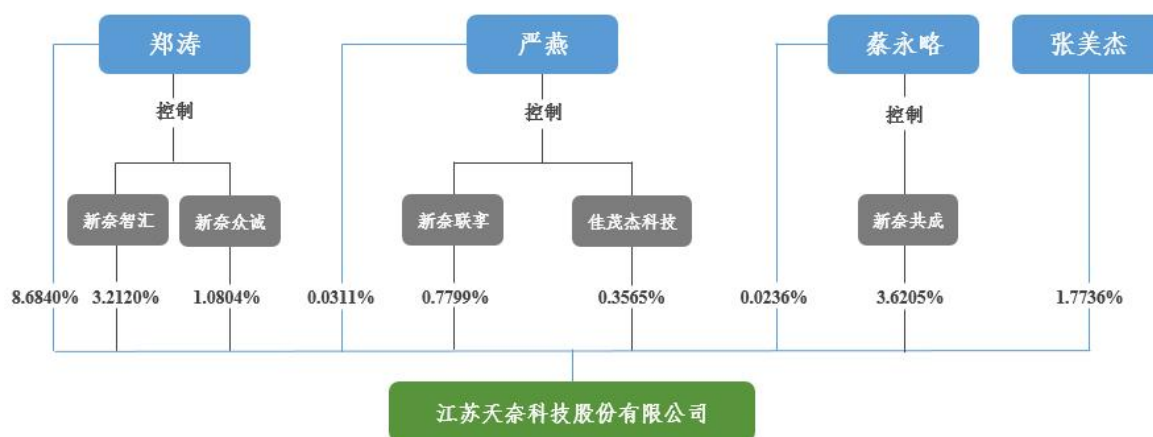 郑涛
严燕
蔡永略
张美杰
控制
控制
控制
新奈智汇
新奈众诚
新奈联享
佳茂杰科技
新奈共成
8.6840%
3.2120%
1.0804%
0.0311%
0.7799%
0.3565%
0.0236%
3.6205%
1.7736%
江苏天奈科技股份有限公司